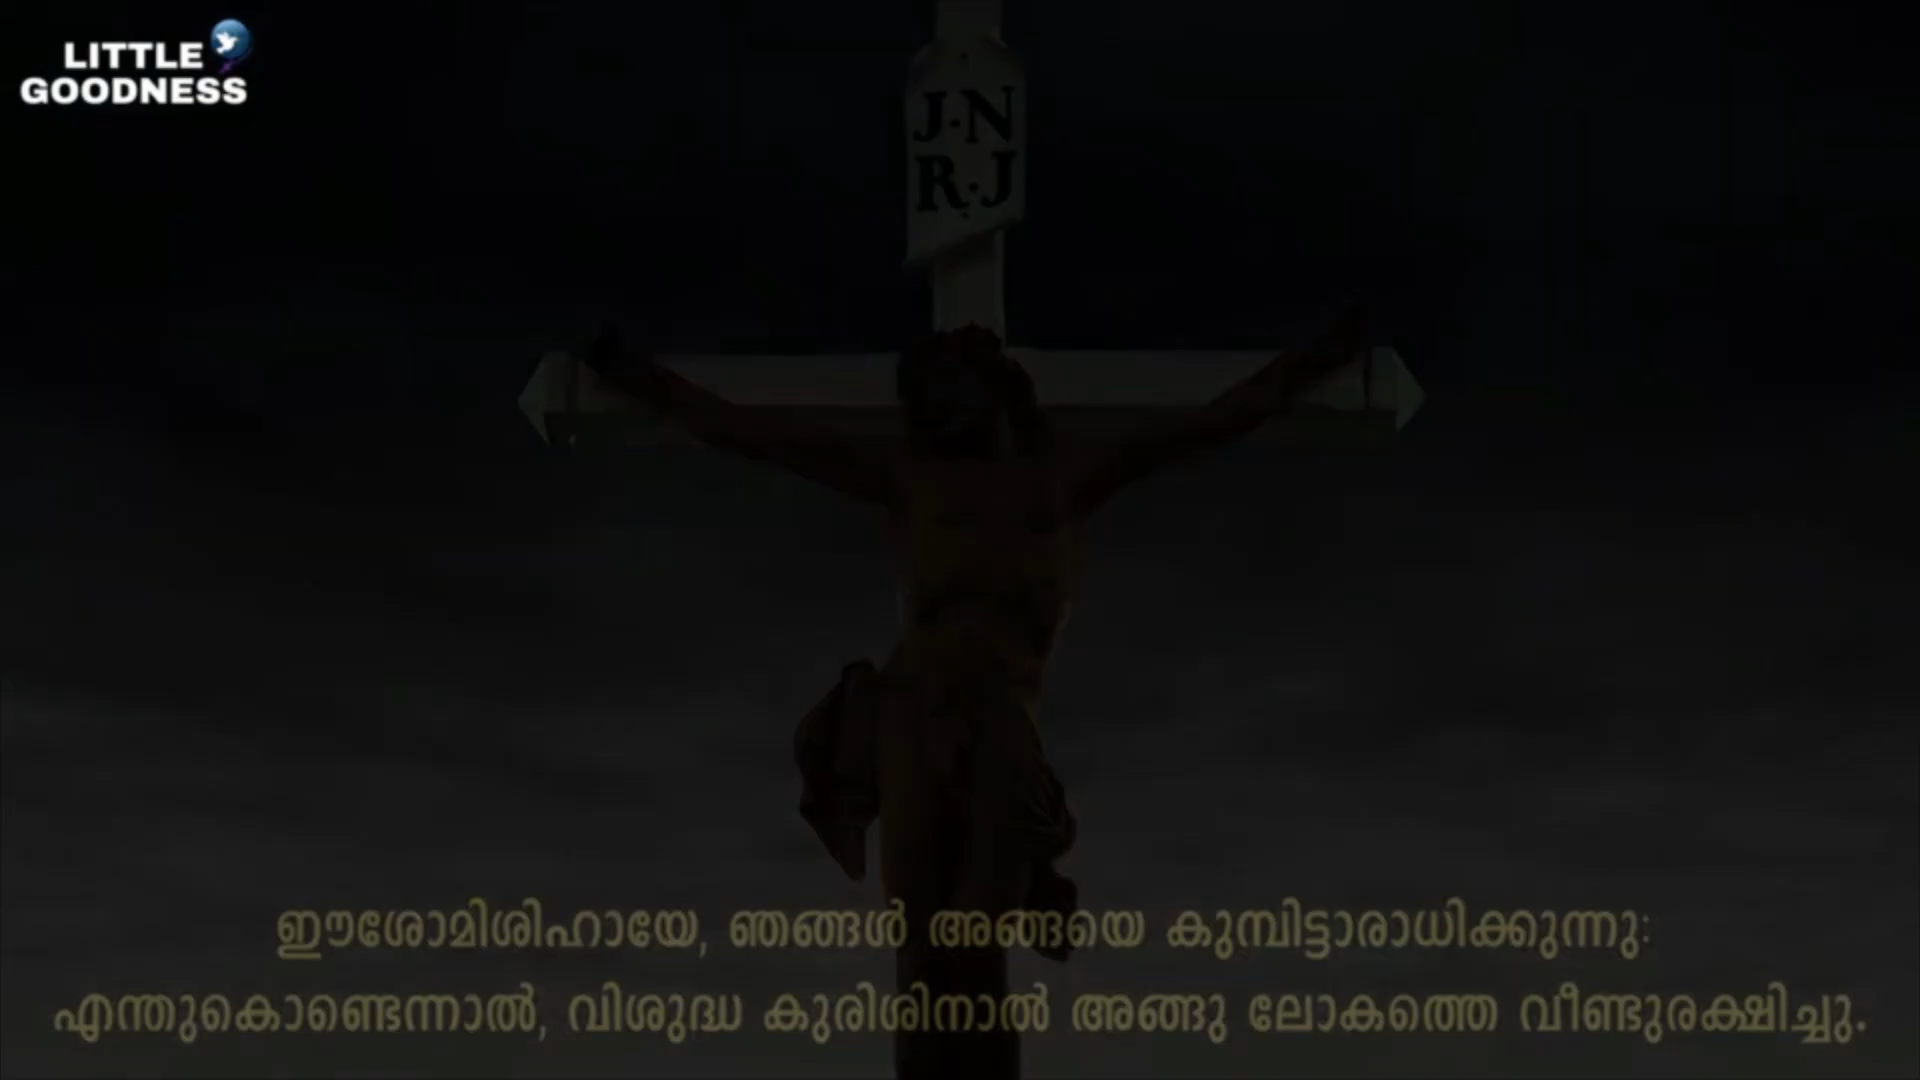 LITTLE
GOODNESS
J·N
R·J
ഈശോമിശിഹായേ, ഞങ്ങൾ അങ്ങയെ കുമ്പിട്ടാരാധിക്കുന്നു:
എന്തുകൊണ്ടെന്നാൽ, വിശുദ്ധ കുരിശിനാൽ അങ്ങു ലോകത്തെ വീണ്ടുരക്ഷിച്ചു.